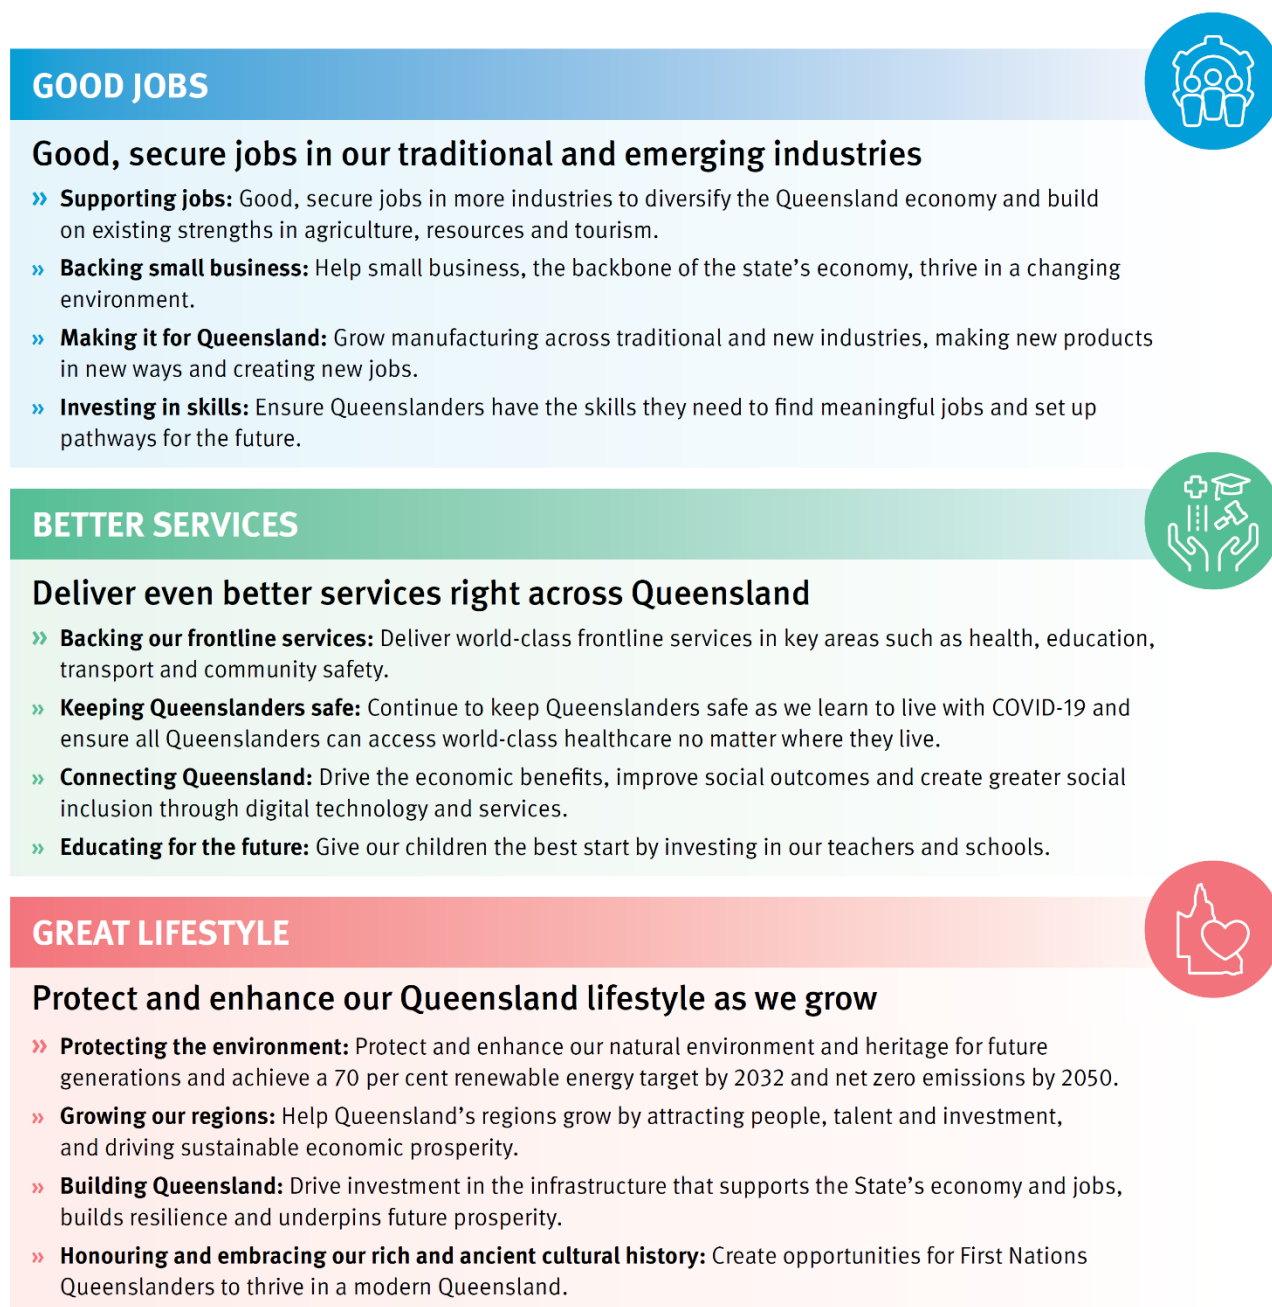 GOOD JOBS
Good, secure jobs in our traditional and emerging industries
» Supporting jobs: Good, secure jobs in more industries to diversify the Queensland economy and build
on existing strengths in agriculture, resources and tourism.
» Backing small business: Help small business, the backbone of the state’s economy, thrive in a changing
environment.
» Making it for Queensland: Grow manufacturing across traditional and new industries, making new products
in new ways and creating new jobs.
» Investing in skills: Ensure Queenslanders have the skills they need to find meaningful jobs and set up
pathways for the future.
BETTER SERVICES
Deliver even better services right across Queensland
» Backing our frontline services: Deliver world-class frontline services in key areas such as health, education,
transport and community safety.
» Keeping Queenslanders safe: Continue to keep Queenslanders safe as we learn to live with COVID-19 and
ensure all Queenslanders can access world-class healthcare no matter where they live.
» Connecting Queensland: Drive the economic benefits, improve social outcomes and create greater social
inclusion through digital technology and services.
» Educating for the future: Give our children the best start by investing in our teachers and schools.
GREAT LIFESTYLE
Protect and enhance our Queensland lifestyle as we grow
» Protecting the environment: Protect and enhance our natural environment and heritage for future
generations and achieve a 70 per cent renewable energy target by 2032 and net zero emissions by 2050.
» Growing our regions: Help Queensland’s regions grow by attracting people, talent and investment,
and driving sustainable economic prosperity.
» Building Queensland: Drive investment in the infrastructure that supports the State’s economy and jobs,
builds resilience and underpins future prosperity.
» Honouring and embracing our rich and ancient cultural history: Create opportunities for First Nations
Queenslanders to thrive in a modern Queensland.